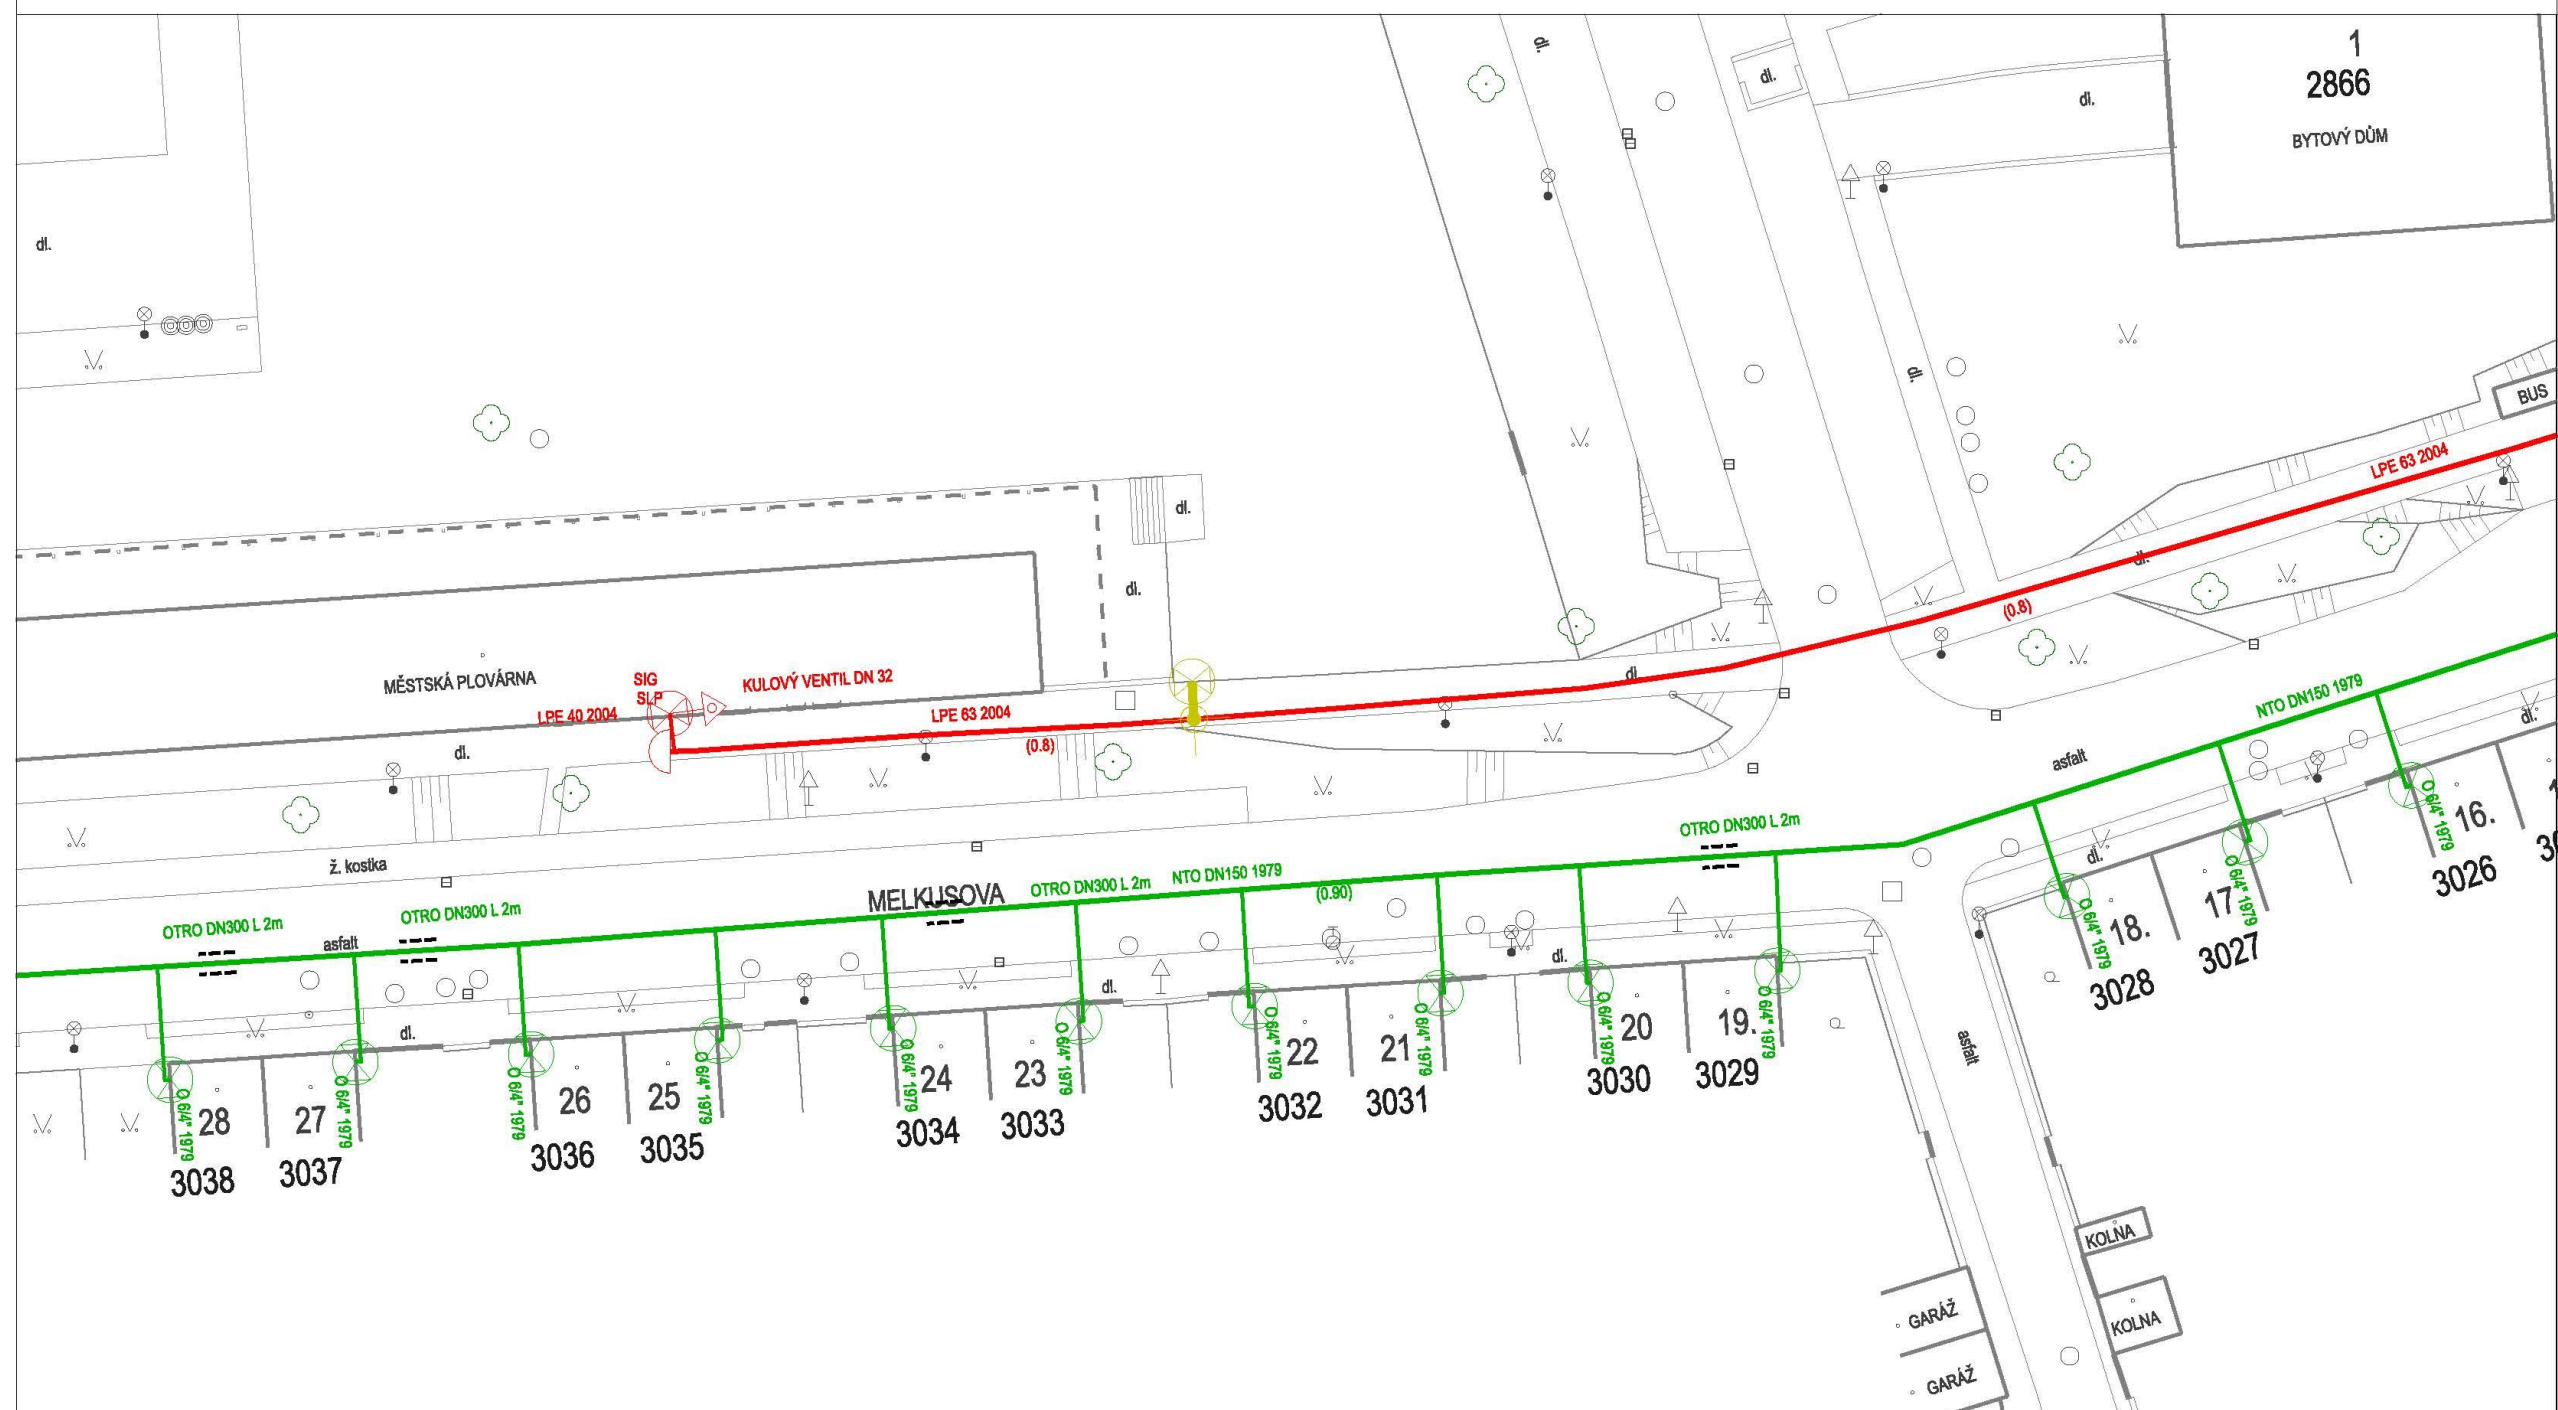 1
2866
BYTOVÝ DŮM
dl.
dl.
dl.
dl.
dl.
BUS
LPE 63 2004
dl.
dl.
dl.
(0.8)
MĚSTSKÁ PLOVÁRNA
SIG
SLP
KULOVÝ VENTIL DN 32
LPE 40 2004
LPE 63 2004
(0.8)
dl.
dl.
NTO DN150 1979
dl.
asfalt
ž. kostka
MELKUSOVA
OTRO DN300 L 2m
NTO DN150 1979
(0.90)
OTRO DN300 L 2m
OTRO DN300 L 2m
OTRO DN300 L 2m
asfalt
dl.
dl.
dl.
dl.
O 6/4" 1979
16.
3026
O 6/4" 1979
17
3027
O 6/4" 1979
18.
3028
O 6/4" 1979
19.
3029
O 6/4" 1979
20
3030
O 6/4" 1979
21
3031
O 6/4" 1979
22
3032
O 6/4" 1979
23
3033
O 6/4" 1979
24
3034
O 6/4" 1979
25
3035
O 6/4" 1979
26
3036
O 6/4" 1979
27
3037
O 6/4" 1979
28
3038
asfalt
KOLŇA
KOLNA
GARÁŽ
GARÁŽ